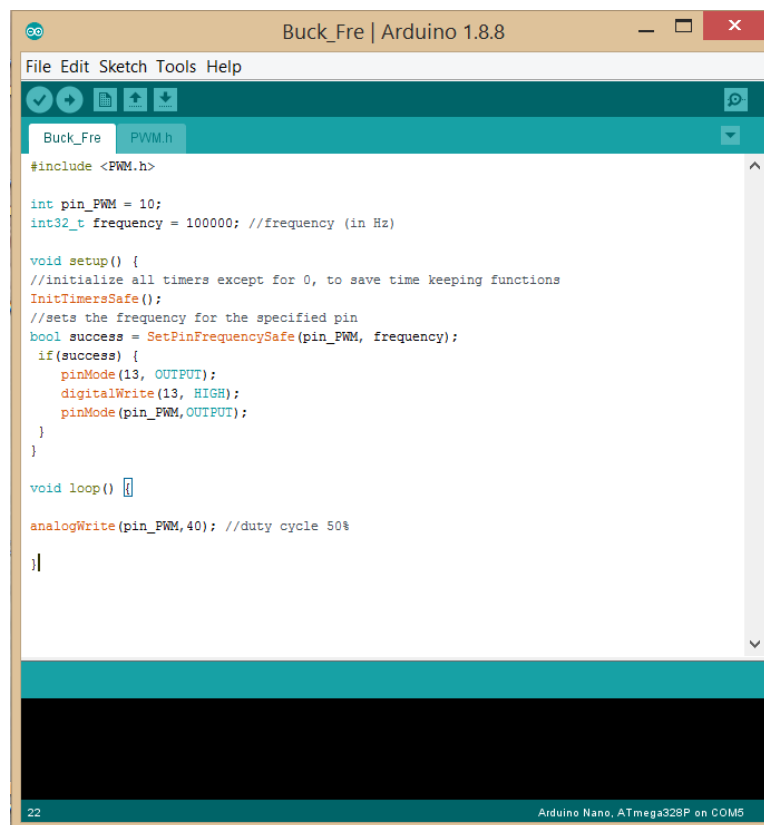 Buck_Fre | Arduino 1.8.8
File Edit Sketch Tools Help
Buck_Fre PWM.h
#include <PWM.h>
int pin_PWM = 10;
int32_t frequency = 100000; //frequency (in Hz)
void setup() {
//initialize all timers except for 0, to save time keeping functions
InitTimersSafe();
//sets the frequency for the specified pin
bool success = SetPinFrequencySafe(pin_PWM, frequency);
if(success) {
pinMode(13, OUTPUT);
digitalWrite(13, HIGH);
pinMode(pin_PWM,OUTPUT);
}
}
void loop() {
analogWrite(pin_PWM,40); //duty cycle 50%
}
22 Arduino Nano, ATmega328P on COM5